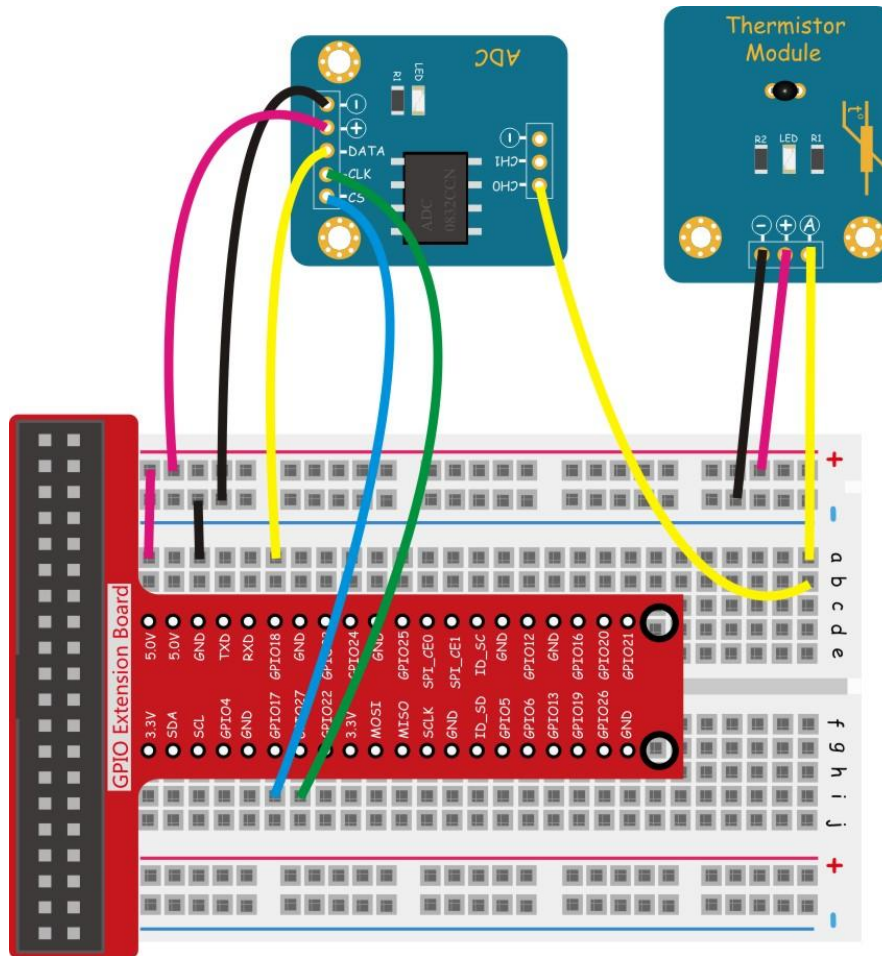 ADC
R1
LED
−
+
DATA
CLK
CS
−
CH1
CH0
ADC
0832CCN
Thermistor
Module
t°
R2
LED
R1
−
+
A
+
-
a
b
c
d
e
GPIO Extension Board
5.0V
5.0V
GND
TXD
RXD
GPIO18
GND
GPIO24
GND
GPIO25
SPI_CE0
SPI_CE1
ID_SC
GND
GPIO12
GND
GPIO16
GPIO20
GPIO21
3.3V
SDA
SCL
GPIO4
GND
GPIO17
GPIO27
GPIO22
3.3V
MOSI
MISO
SCLK
GND
ID_SD
GPIO5
GPIO6
GPIO13
GPIO19
GPIO26
GND
f
g
h
i
j
+
-